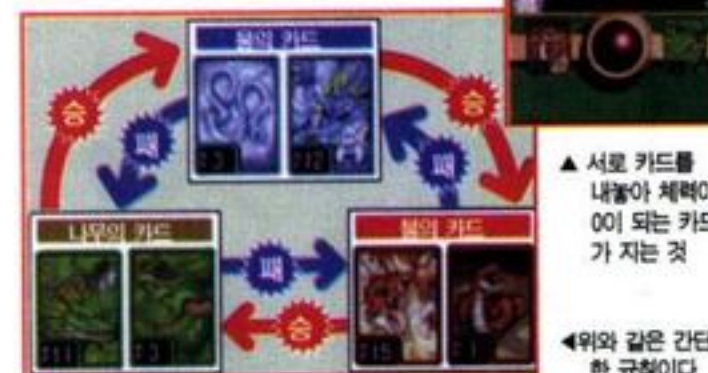 물의 카드
승
승
패
패
나무의 카드
불의 카드
패
승
▲ 서로 카드를
내놓아 체력이
0이 되는 카드
가 지는 것
◀위와 같은 간단
한 규칙이다